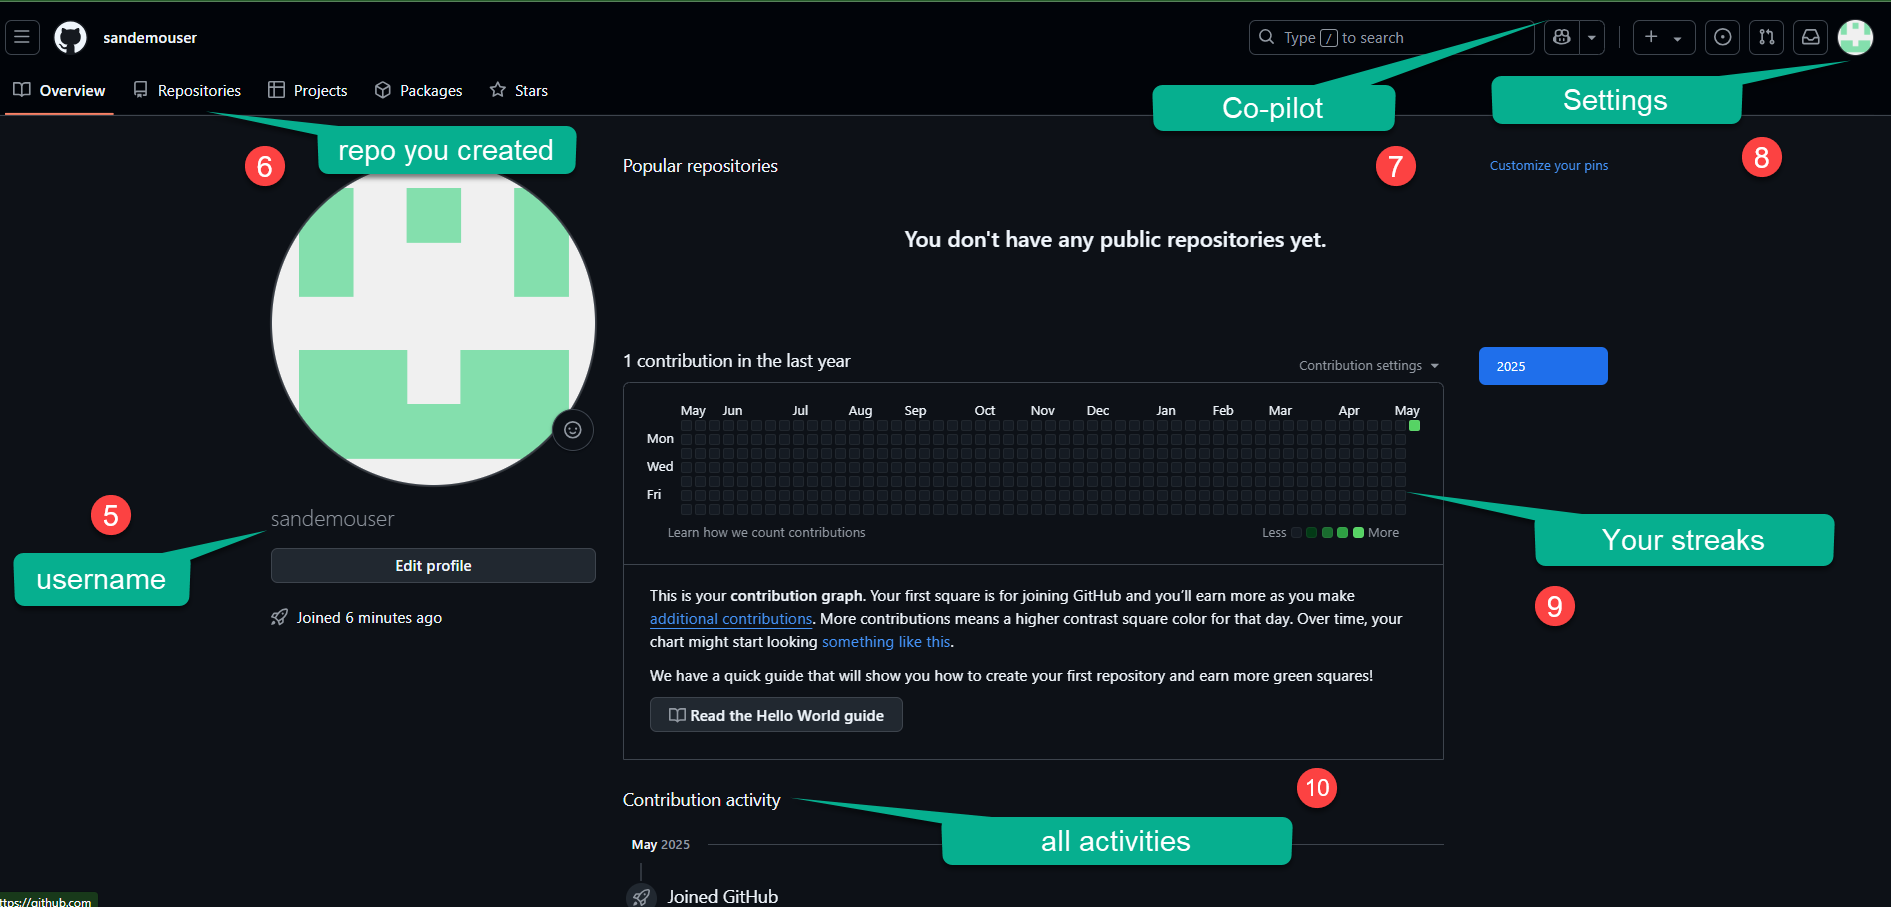 sandemouser
Type / to search
Overview
Repositories
Projects
Packages
Stars
Co-pilot
Settings
repo you created
6
7
8
Popular repositories
Customize your pins
You don't have any public repositories yet.
1 contribution in the last year
Contribution settings
2025
May Jun Jul Aug Sep Oct Nov Dec Jan Feb Mar Apr May
Mon
Wed
Fri
Learn how we count contributions
Less More
5
sandemouser
username
Edit profile
Joined 6 minutes ago
Your streaks
9
This is your contribution graph. Your first square is for joining GitHub and you’ll earn more as you make
additional contributions. More contributions means a higher contrast square color for that day. Over time, your
chart might start looking something like this.
We have a quick guide that will show you how to create your first repository and earn more green squares!
Read the Hello World guide
10
Contribution activity
all activities
May 2025
Joined GitHub
ttps://github.com